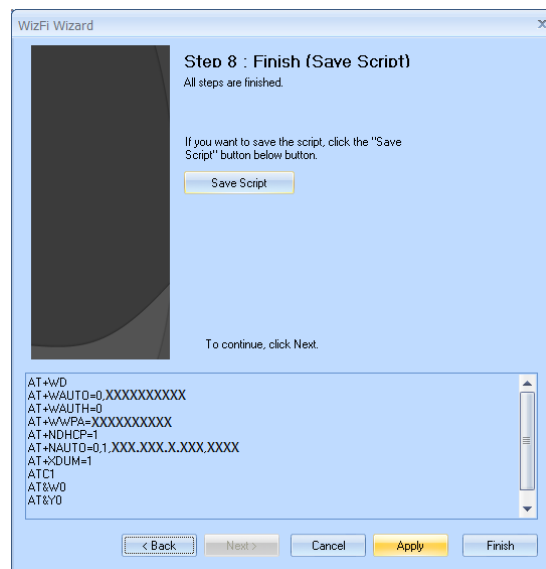 WizFi Wizard
x
Step 8 : Finish (Save Script)
All steps are finished.
If you want to save the script, click the "Save
Script" button below button.
Save Script
To continue, click Next.
AT+WD
AT+WAUTO=0,XXXXXXXXXX
AT+WAUTH=0
AT+WWPA=XXXXXXXXXX
AT+NDHCP=1
AT+NAUTO=0,1,XXX.XXX.X.XXX,XXXX
AT+XDUM=1
ATC1
AT&W0
AT&Y0
< Back Next > Cancel Apply Finish